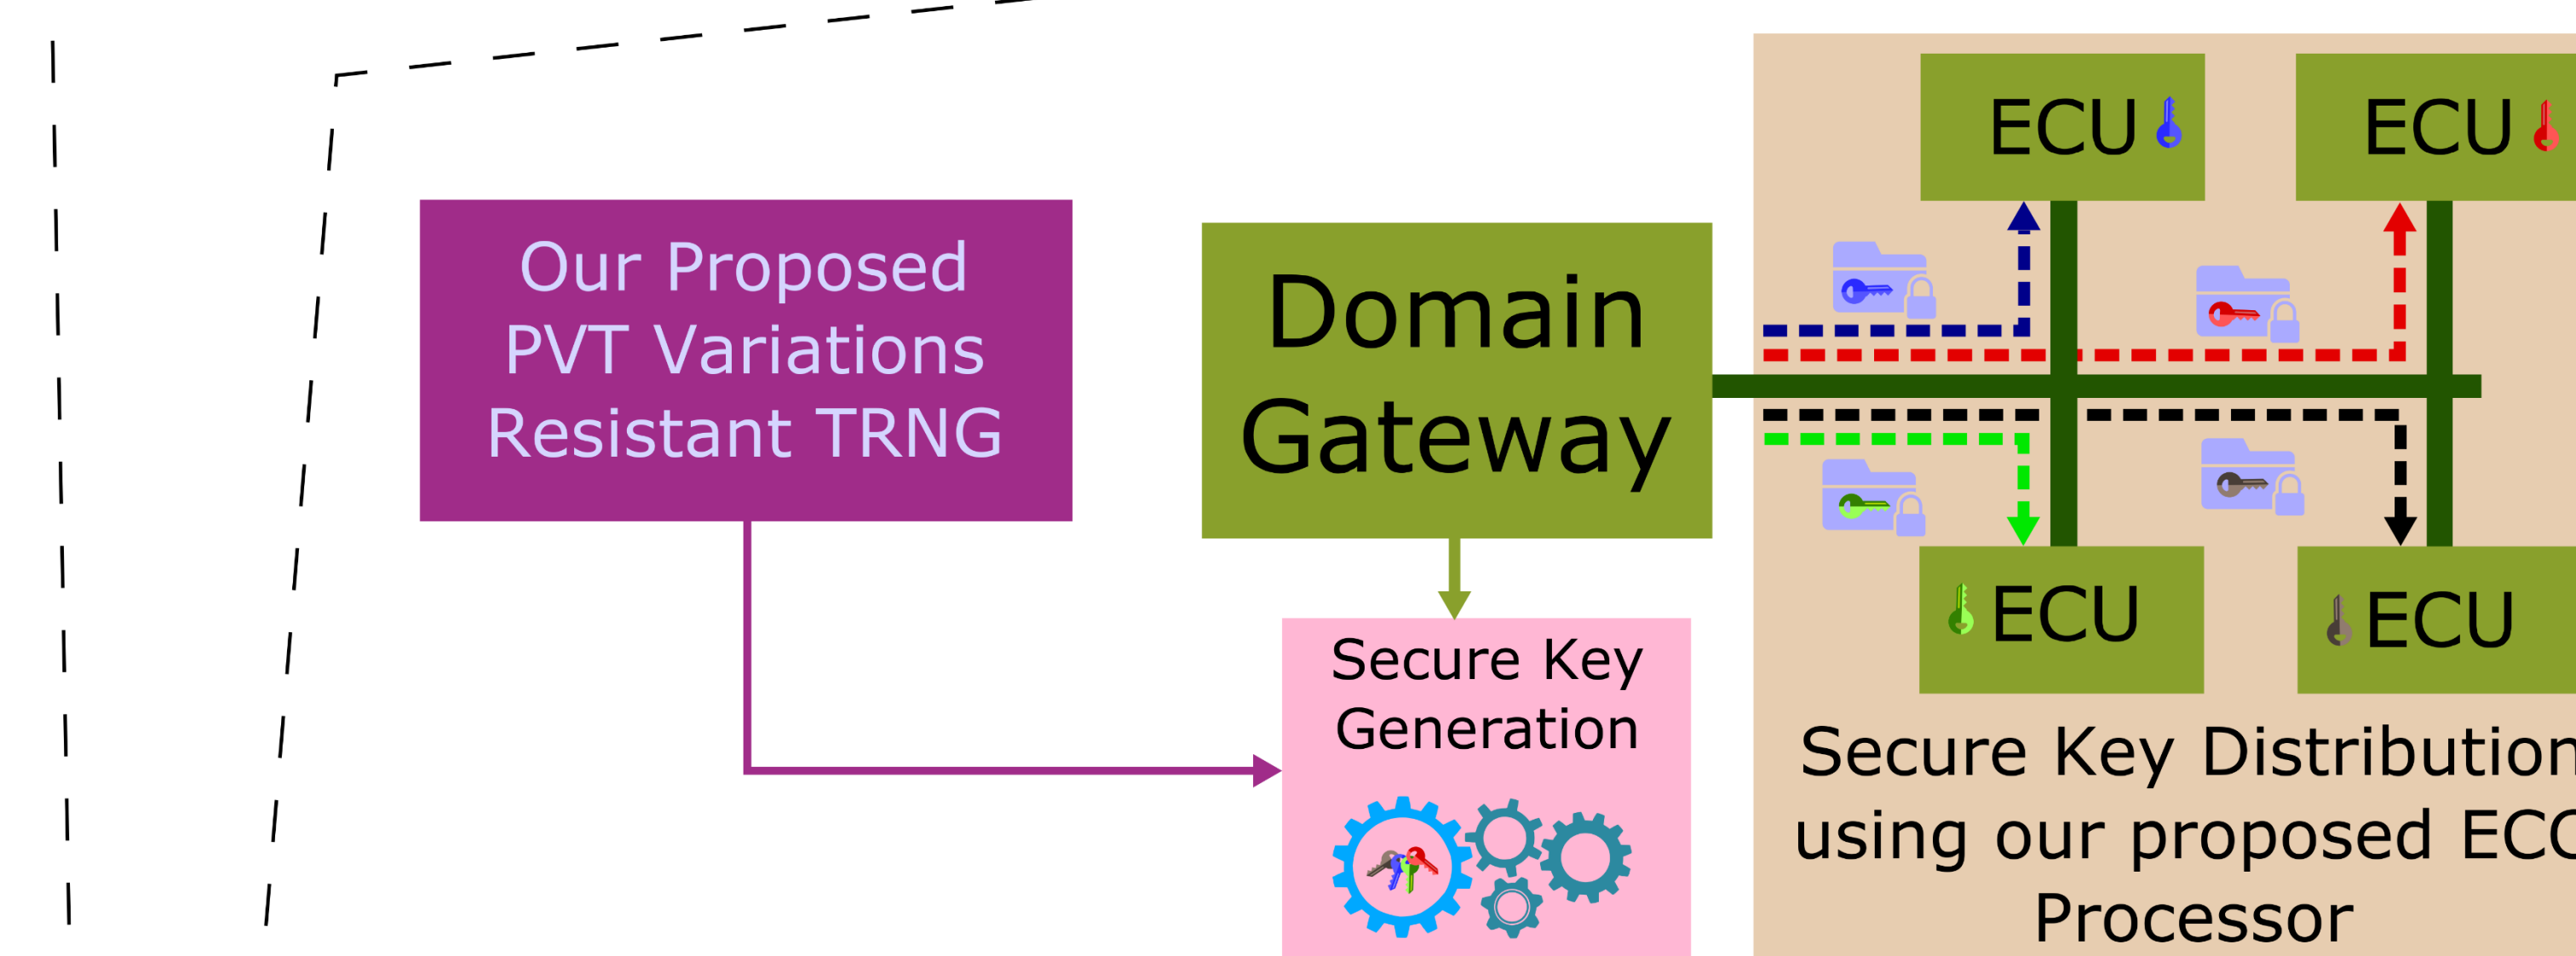 ECU
ECU
Our Proposed
PVT Variations
Resistant TRNG
Domain
Gateway
ECU
ECU
Secure Key
Generation
Secure Key Distribution
using our proposed ECC
Processor